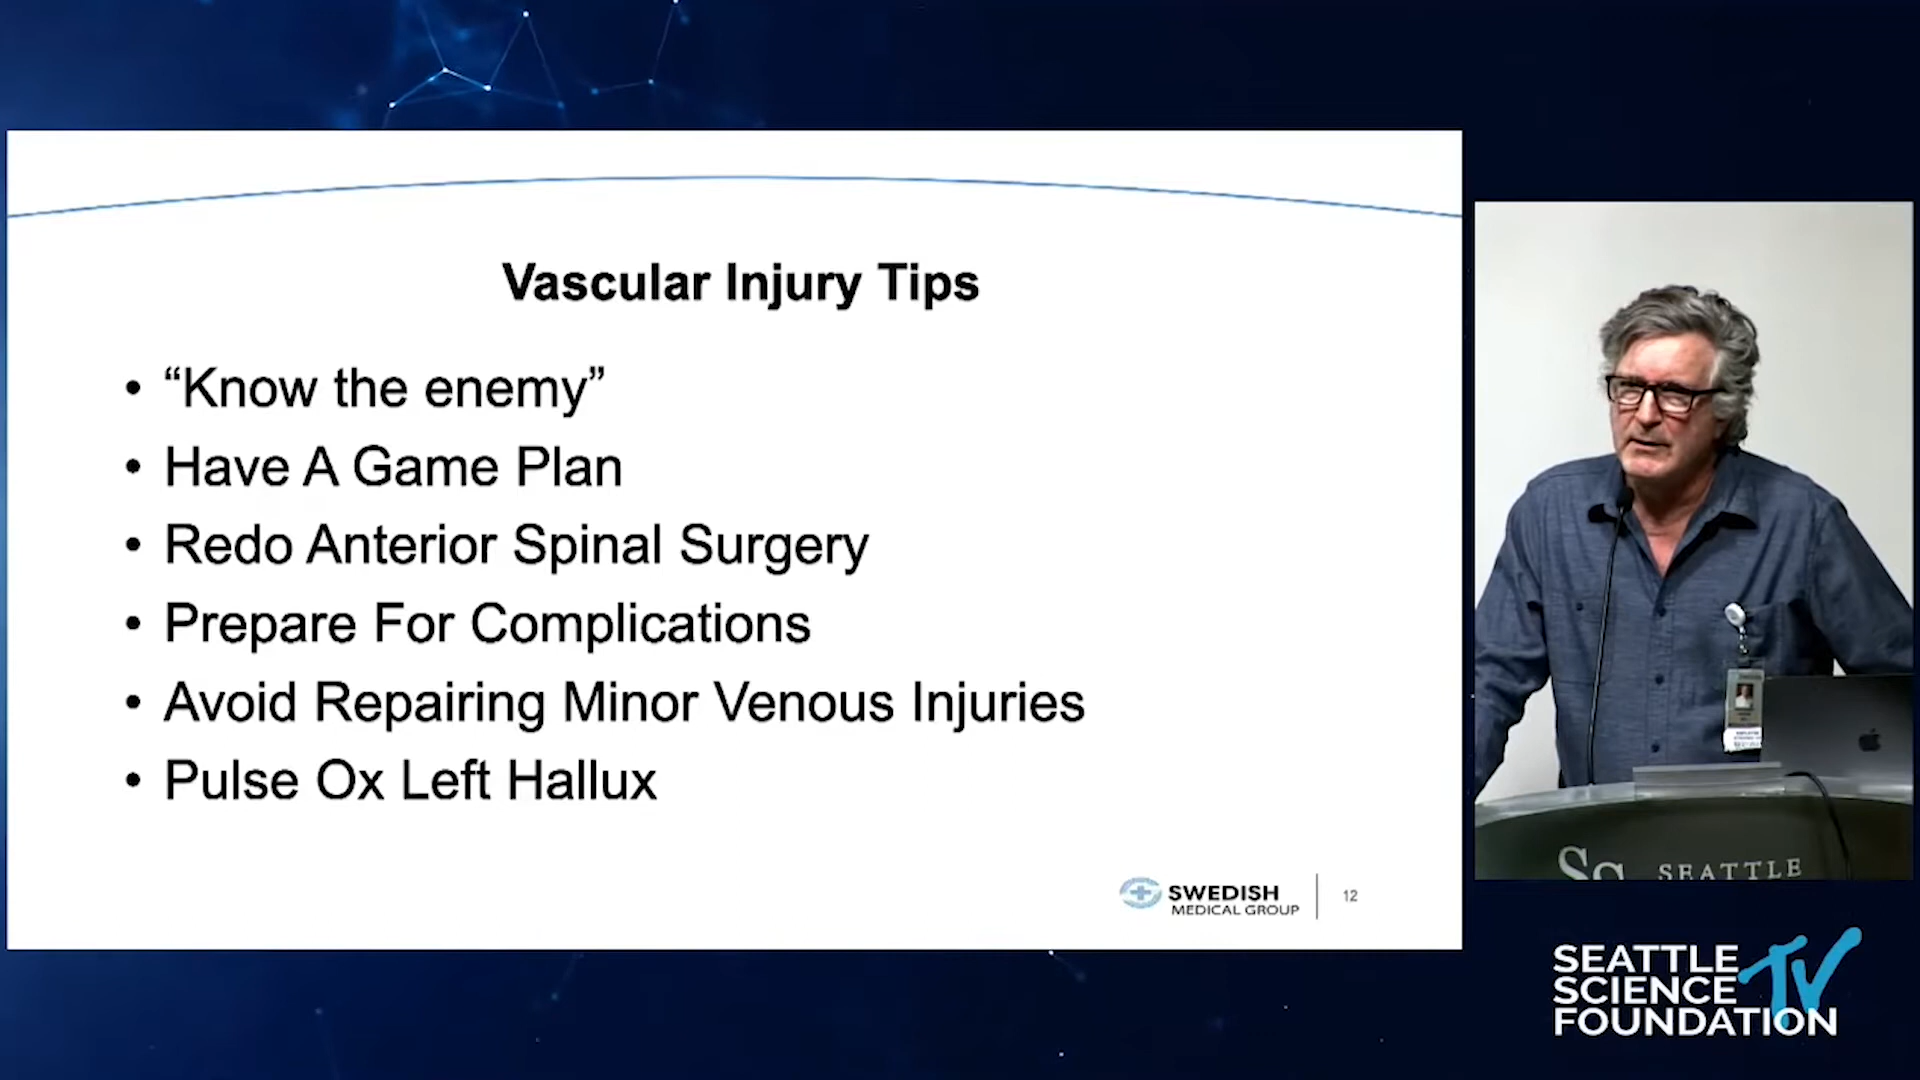 Vascular Injury Tips
• “Know the enemy”
• Have A Game Plan
• Redo Anterior Spinal Surgery
• Prepare For Complications
• Avoid Repairing Minor Venous Injuries
• Pulse Ox Left Hallux
SWEDISH
MEDICAL GROUP
12
SEATTLE
SEATTLE
SCIENCE
FOUNDATION
TV